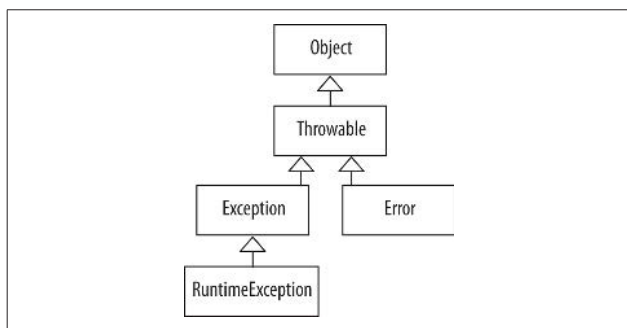 Object
Throwable
Exception
Error
RuntimeException